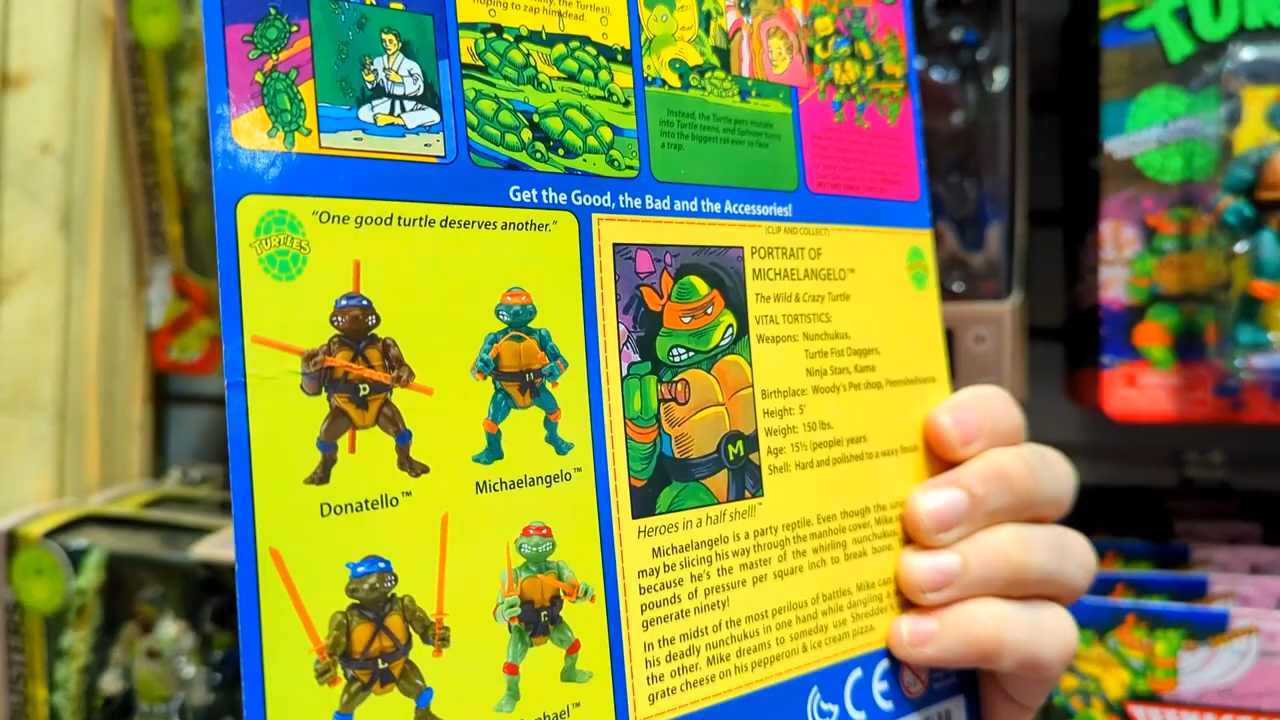 ally, the Turtles!),
hoping to zap him dead.
Instead, the Turtle pets mutate
into Turtle teens, and Splinter turns
into the biggest rat ever to face
a trap.
Get the Good, the Bad and the Accessories!
TURTLES
"One good turtle deserves another."
Donatello™
Michaelangelo™
(CLIP AND COLLECT)
PORTRAIT OF
MICHAELANGELO™
The Wild & Crazy Turtle
VITAL TORTISTICS:
Weapons: Nunchukus,
Turtle Fist Daggers,
Ninja Stars, Kama
Birthplace: Woody's Pet shop, Pennshellvania
Height: 5'
Weight: 150 lbs.
Age: 15½ (people) years
Shell: Hard and polished to a waxy finish
M
Heroes in a half shell!™
Michaelangelo is a party reptile. Even though the
may be slicing his way through the manhole cover, Mike
because he's the master of the whirling nunchukus.
pounds of pressure per square inch to break bone.
generate ninety!
In the midst of the most perilous of battles, Mike can
his deadly nunchukus in one hand while dangling a
the other. Mike dreams to someday use Shredder's
grate cheese on his pepperoni & ice cream pizza.
CE
TUR